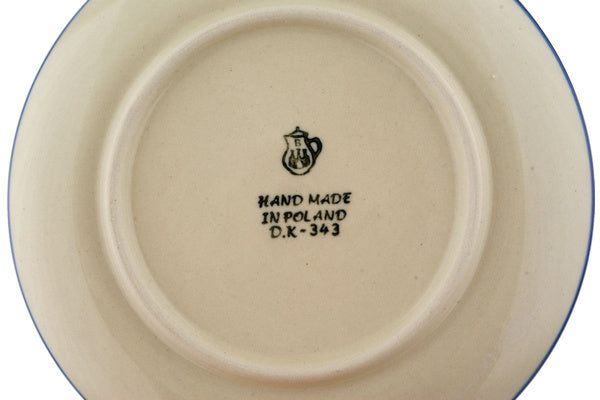 B
HAND MADE
IN POLAND
D.K-343